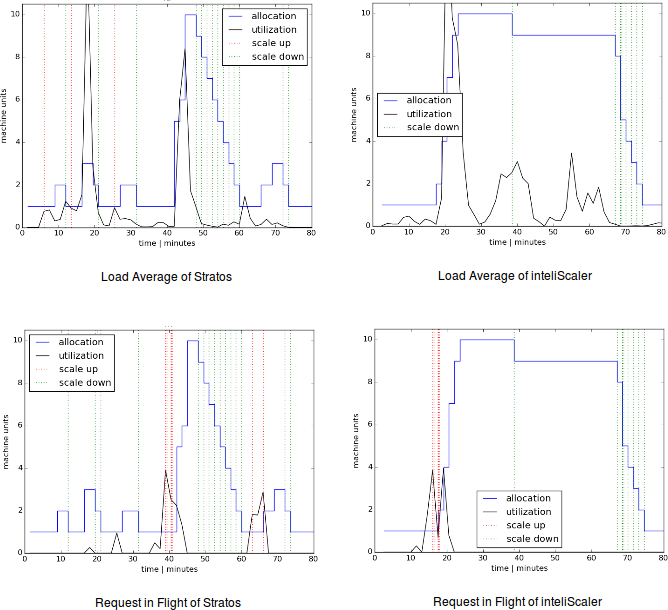 10
8
6
4
2
0
machine units
allocation
utilization
scale up
scale down
0 10 20 30 40 50 60 70 80
time | minutes
Load Average of Stratos
10
8
6
4
2
0
machine units
allocation
utilization
scale down
0 10 20 30 40 50 60 70 80
time | minutes
Load Average of inteliScaler
10
8
6
4
2
0
machine units
allocation
utilization
scale up
scale down
0 10 20 30 40 50 60 70 80
time | minutes
Request in Flight of Stratos
10
8
6
4
2
0
machine units
allocation
utilization
scale up
scale down
0 10 20 30 40 50 60 70 80
time | minutes
Request in Flight of inteliScaler